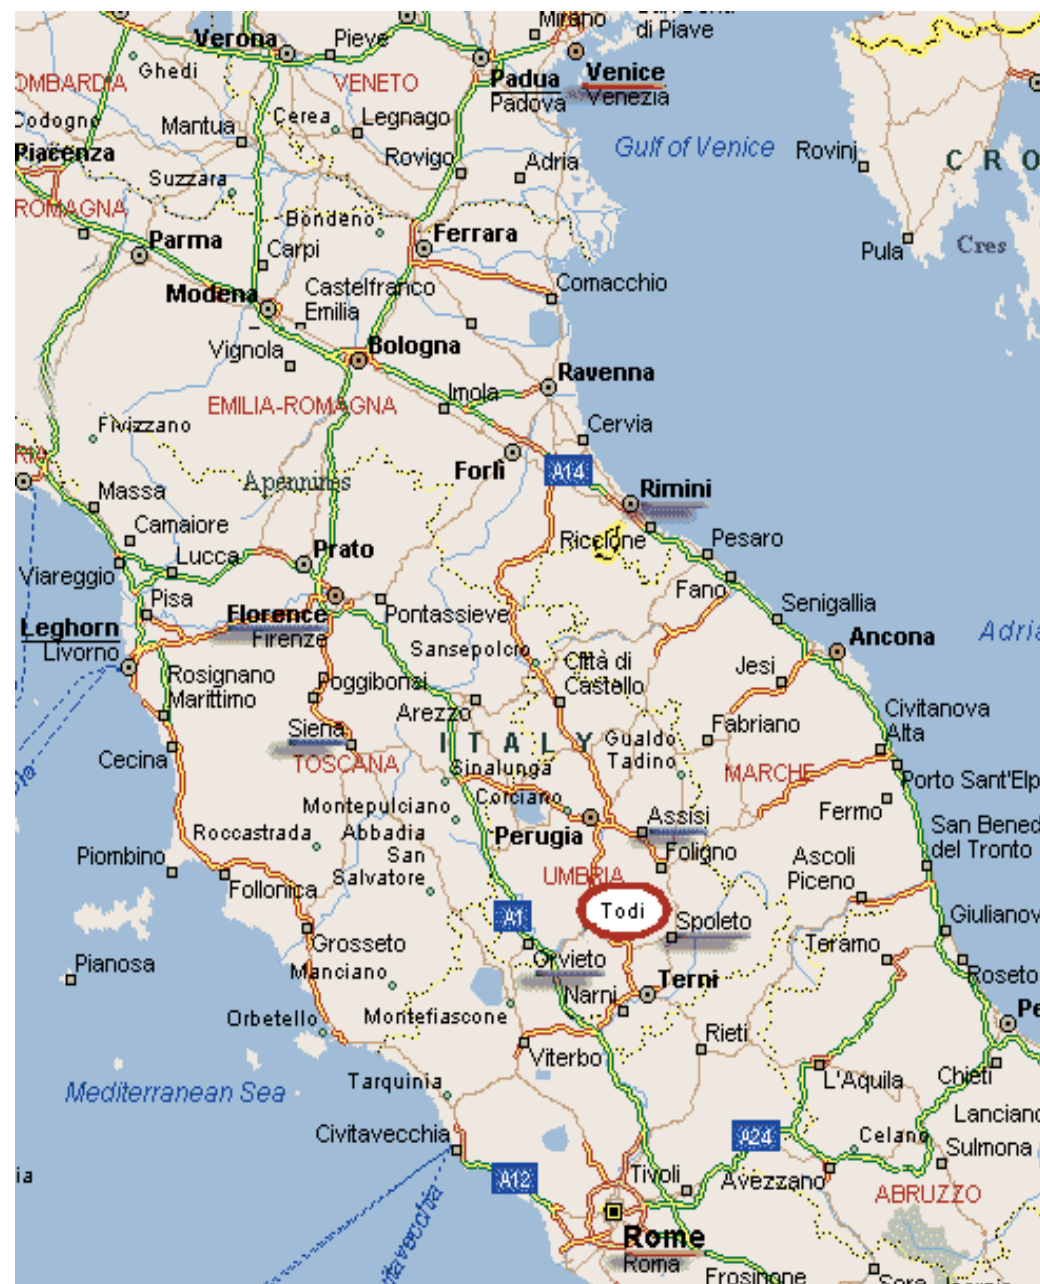 Mirano
di Piave
Verona
Pieve
Ghedi
OMBARDIA
VENETO
Padua
Padova
Venice
Venezia
Codogno
Mantua
Cerea
Legnago
Gulf of Venice
Rovinj
C R O
Piacenza
Suzzara
Rovigo
Adria
ROMAGNA
Bondeno
Parma
Ferrara
Pula
Cres
Carpi
Modena
Castelfranco
Emilia
Comacchio
Vignola
Bologna
Imola
Ravenna
EMILIA-ROMAGNA
Fivizzano
Cervia
RIA
Forlì
A14
Apennines
Massa
Rimini
Camaiore
Lucca
Prato
Riccione
Pesaro
Viareggio
Pisa
Fano
Senigallia
Leghorn
Livorno
Florence
Firenze
Pontassieve
Sansepolcro
Ancona
Adria
Rosignano
Marittimo
Poggibonsi
Città di
Castello
Jesi
Arezzo
Civitanova
Alta
Cecina
Siena
I T A L Y
Gualdo
Tadino
Fabriano
TOSCANA
Sinalunga
MARCHE
Porto Sant'Elp
Montepulciano
Corciano
Fermo
Roccastrada
Abbadia
San
Salvatore
Perugia
Assisi
Foligno
San Bened
del Tronto
Piombino
Follonica
UMBRIA
Ascoli
Piceno
A1
Todi
Spoleto
Giulianov
Grosseto
Orvieto
Teramo
Pianosa
Manciano
Narni
Terni
Roseto
Orbetello
Montefiascone
Pe
Viterbo
Rieti
Mediterranean Sea
Tarquinia
L'Aquila
Chieti
Lanciano
Civitavecchia
A24
Celano
Sulmona
ia
A12
Tivoli
Avezzano
ABRUZZO
Rome
Roma
Frosinone
Sora